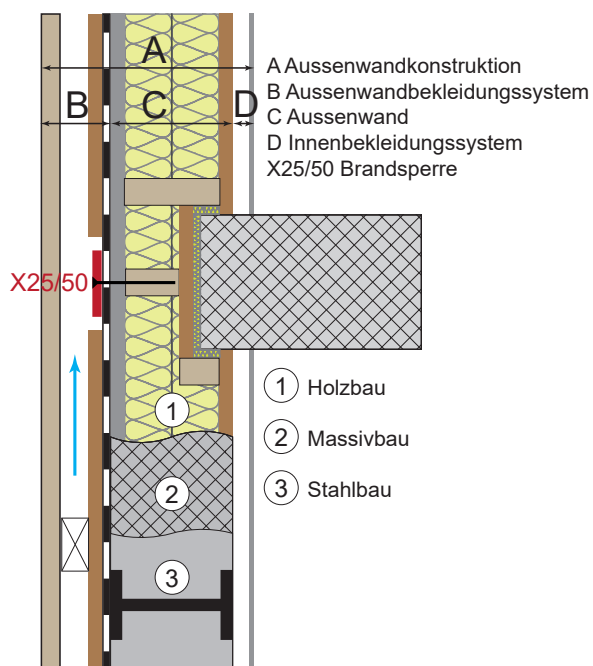 A
B
C
D
A Aussenwandkonstruktion
B Aussenwandbekleidungssystem
C Aussenwand
D Innenbekleidungssystem
X25/50 Brandsperre
X25/50
1 Holzbau
2 Massivbau
3 Stahlbau
1
2
3